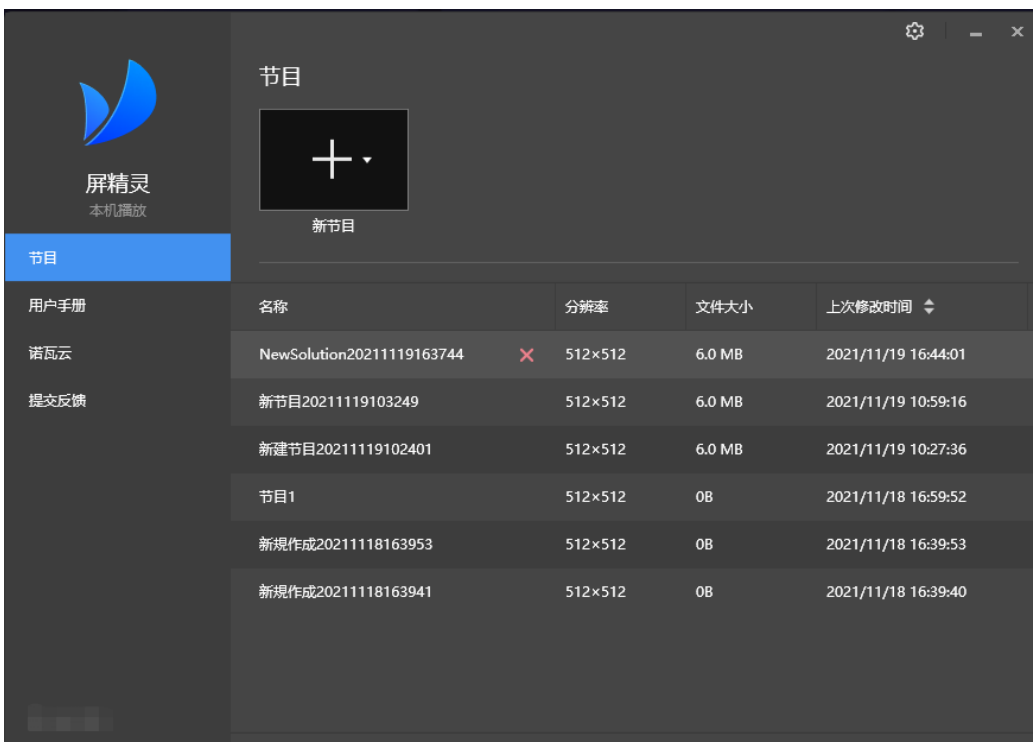 屏精灵
本机播放
节目
用户手册
诺瓦云
提交反馈
节目
新节目
名称 分辨率 文件大小 上次修改时间
NewSolution20211119163744 512×512 6.0 MB 2021/11/19 16:44:01
新节目20211119103249 512×512 6.0 MB 2021/11/19 10:59:16
新建节目20211119102401 512×512 6.0 MB 2021/11/19 10:27:36
节目1 512×512 0B 2021/11/18 16:59:52
新規作成20211118163953 512×512 0B 2021/11/18 16:39:53
新規作成20211118163941 512×512 0B 2021/11/18 16:39:40